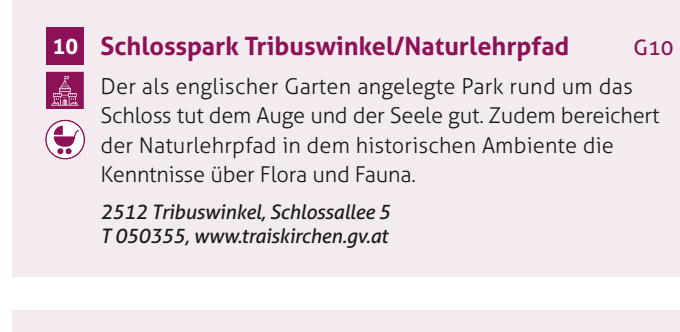 10 Schlosspark Tribuswinkel/Naturlehrpfad G10
Der als englischer Garten angelegte Park rund um das
Schloss tut dem Auge und der Seele gut. Zudem bereichert
der Naturlehrpfad in dem historischen Ambiente die
Kenntnisse über Flora und Fauna.
2512 Tribuswinkel, Schlossallee 5
T 050355, www.traiskirchen.gv.at